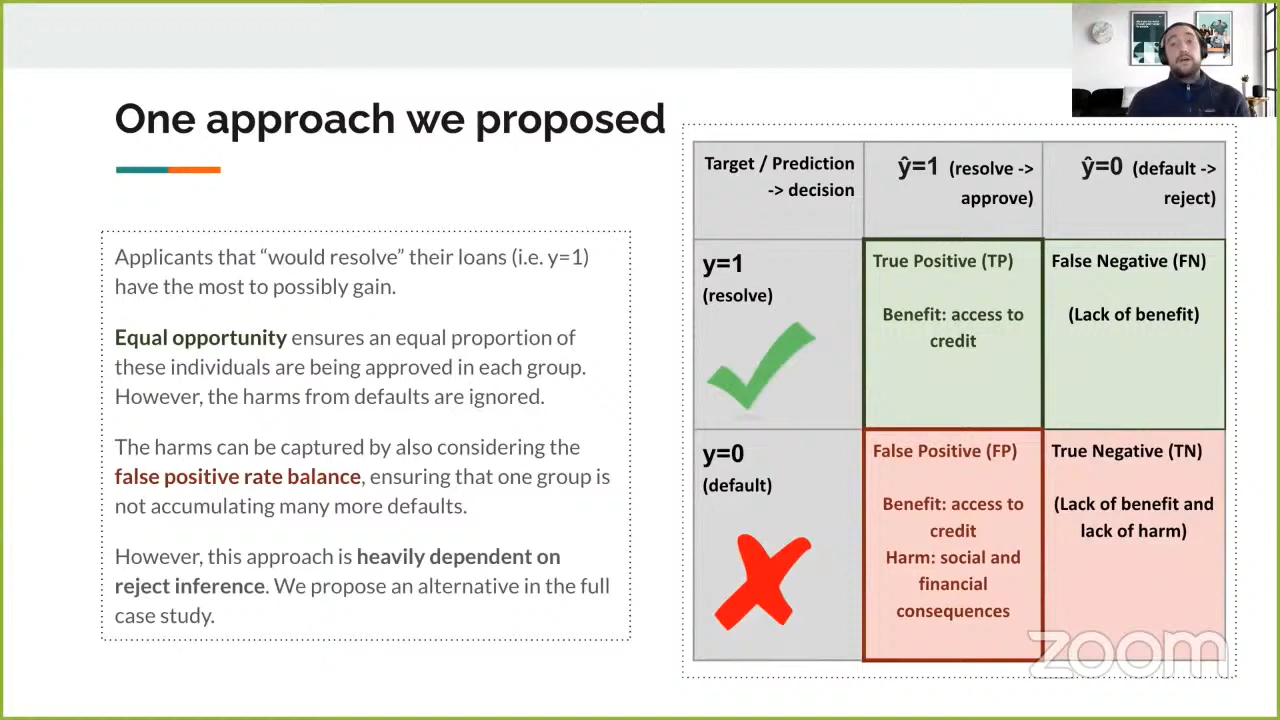 One approach we proposed
Applicants that “would resolve” their loans (i.e. y=1)
have the most to possibly gain.
Equal opportunity ensures an equal proportion of
these individuals are being approved in each group.
However, the harms from defaults are ignored.
The harms can be captured by also considering the
false positive rate balance, ensuring that one group is
not accumulating many more defaults.
However, this approach is heavily dependent on
reject inference. We propose an alternative in the full
case study.
Target / Prediction
-> decision
ŷ=1 (resolve ->
approve)
ŷ=0 (default ->
reject)
y=1
(resolve)
True Positive (TP)
Benefit: access to
credit
False Negative (FN)
(Lack of benefit)
y=0
(default)
False Positive (FP)
Benefit: access to
credit
Harm: social and
financial
consequences
True Negative (TN)
(Lack of benefit and
lack of harm)
zoom